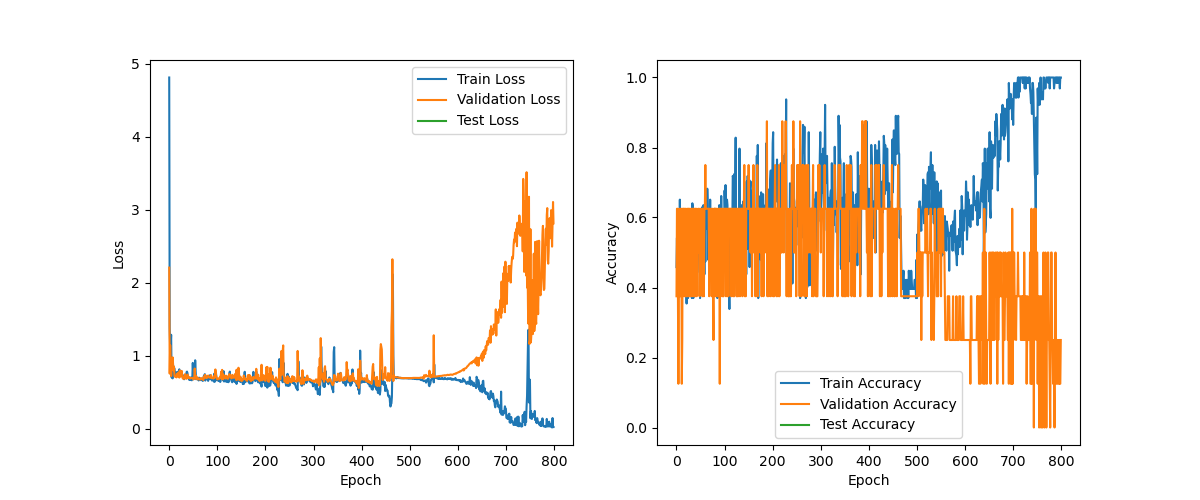 5
4
3
2
1
0
Loss
0 100 200 300 400 500 600 700 800
Epoch
Train Loss
Validation Loss
Test Loss
1.0
0.8
0.6
0.4
0.2
0.0
Accuracy
0 100 200 300 400 500 600 700 800
Epoch
Train Accuracy
Validation Accuracy
Test Accuracy